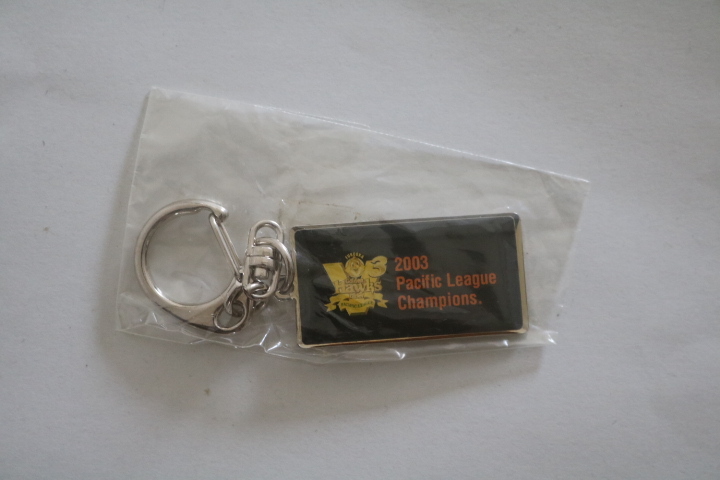 Hawks
2003
Pacific League
Champions.